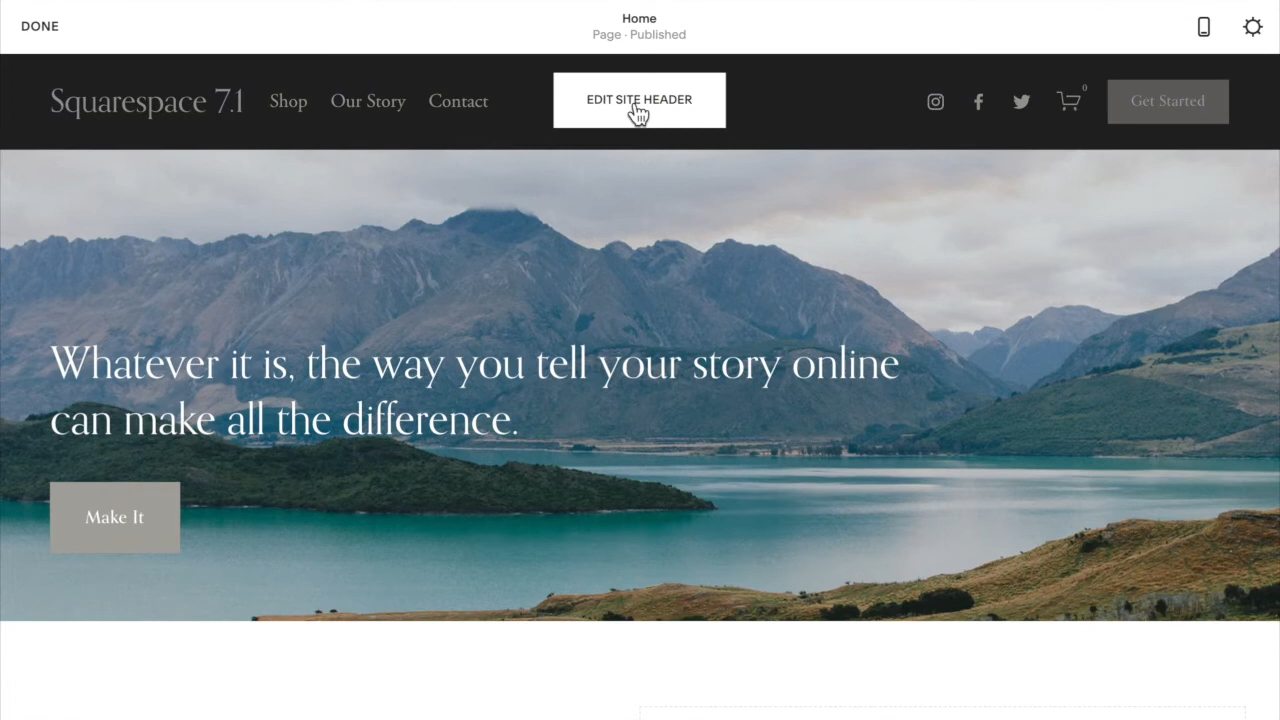 DONE
Home
Page · Published
Squarespace 7.1
Shop
Our Story
Contact
EDIT SITE HEADER
0
Get Started
Whatever it is, the way you tell your story online
can make all the difference.
Make It